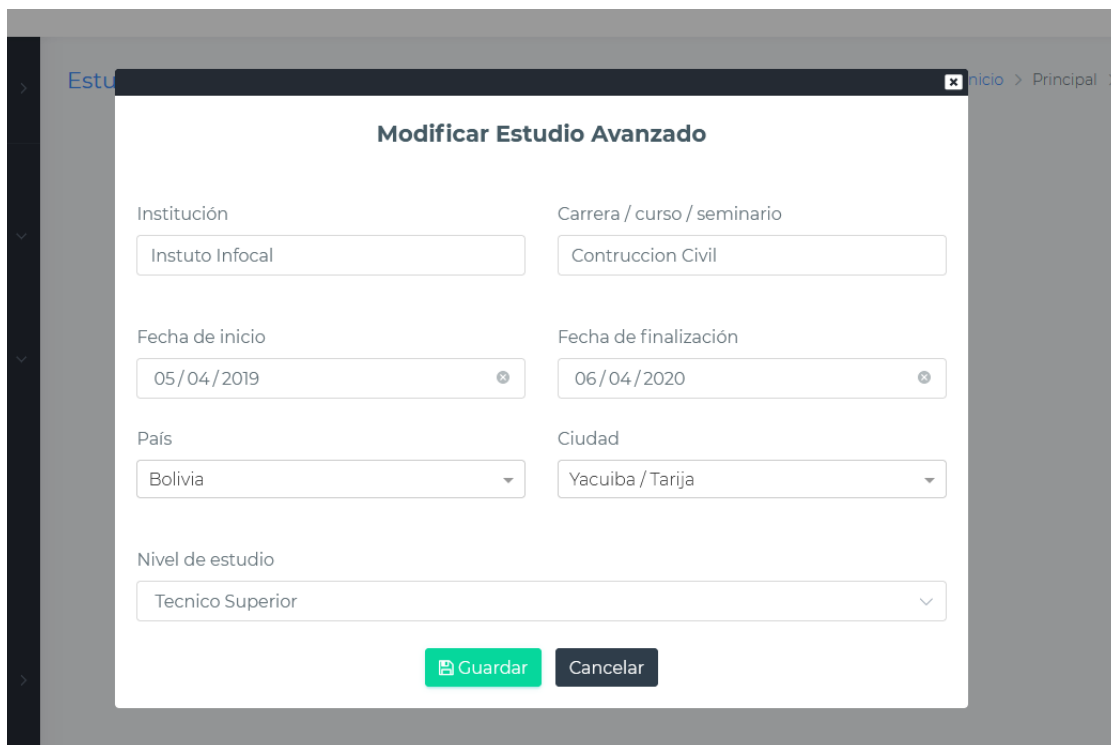 Estu
nicio > Principal
Modificar Estudio Avanzado
Institución
Carrera / curso / seminario
Instuto Infocal
Contruccion Civil
Fecha de inicio
Fecha de finalización
05/04/2019
06/04/2020
País
Ciudad
Bolivia
Yacuiba / Tarija
Nivel de estudio
Tecnico Superior
Guardar
Cancelar